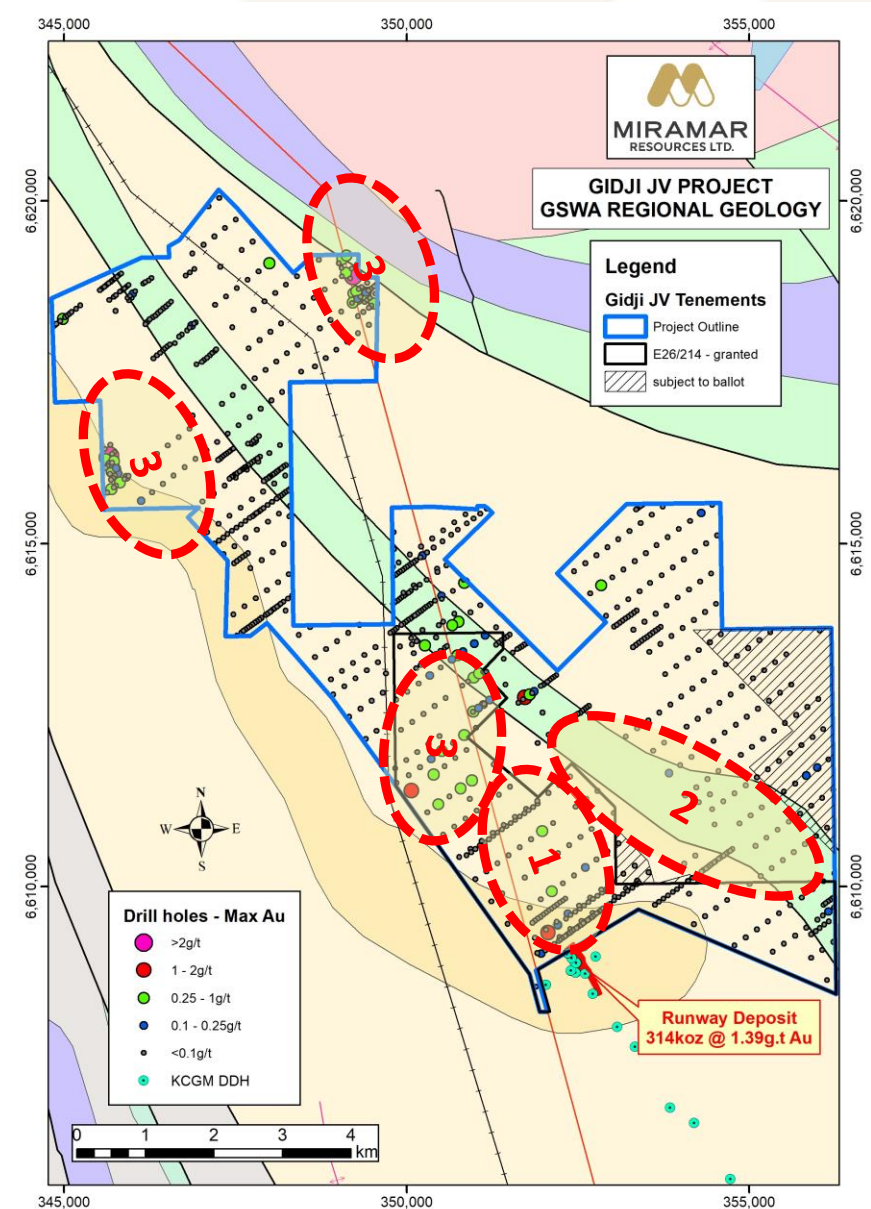 345,000
350,000
355,000
MIRAMAR
RESOURCES LTD.
GIDJI JV PROJECT
GSWA REGIONAL GEOLOGY
6,620,000
6,620,000
Legend
Gidji JV Tenements
Project Outline
E26/214 - granted
subject to ballot
3
3
6,615,000
6,615,000
3
2
1
N
W
E
S
6,610,000
6,610,000
Drill holes - Max Au
>2g/t
1 - 2g/t
0.25 - 1g/t
0.1 - 0.25g/t
<0.1g/t
KCGM DDH
Runway Deposit
314koz @ 1.39g.t Au
0 1 2 3 4
km
345,000
350,000
355,000